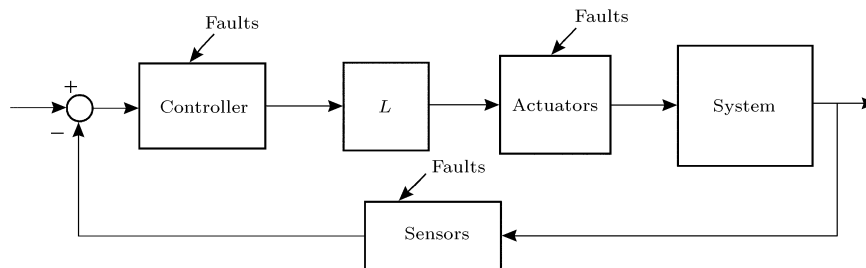 Faults
Faults
+
Controller
L
Actuators
System
−
Faults
Sensors